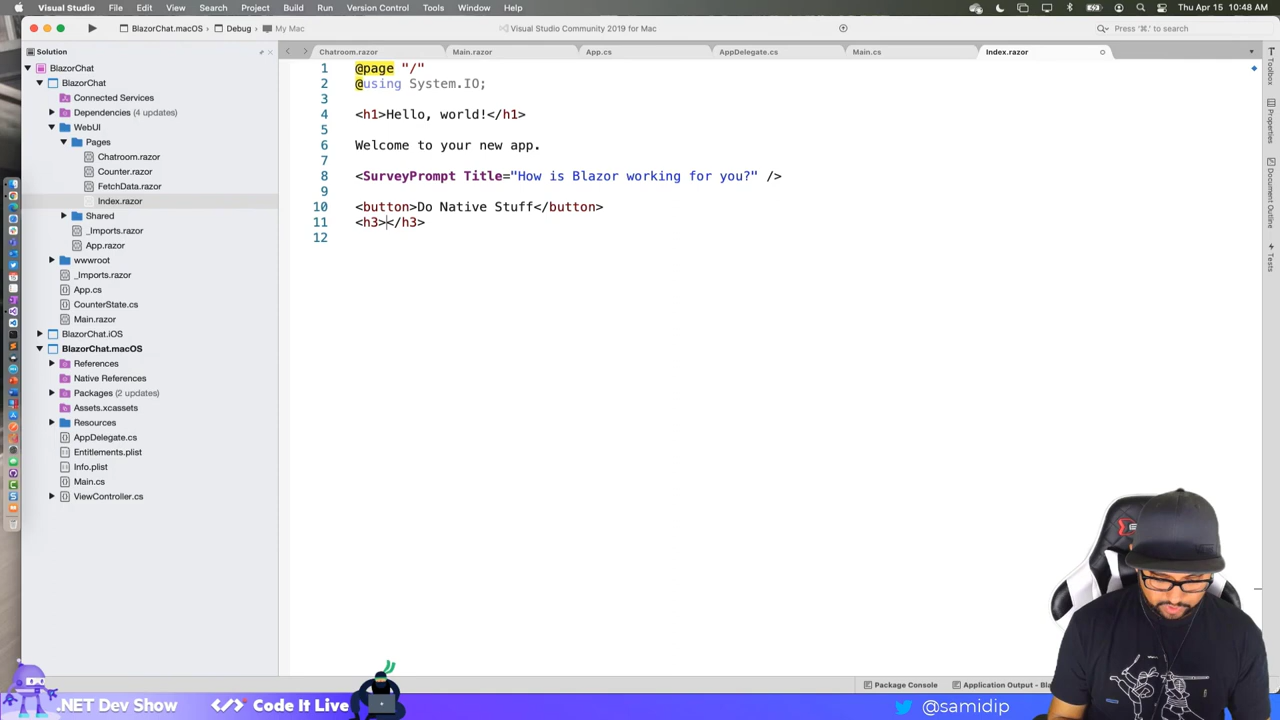 Visual Studio File Edit View Search Project Build Run Version Control Tools Window Help Thu Apr 15 10:48 AM
BlazorChat.macOS › Debug › My Mac Visual Studio Community 2019 for Mac Press '⌘.' to search
Solution
Chatroom.razor Main.razor App.cs AppDelegate.cs Main.cs Index.razor
BlazorChat
BlazorChat
Connected Services
Dependencies (4 updates)
WebUI
Pages
Chatroom.razor
Counter.razor
FetchData.razor
Index.razor
Shared
_Imports.razor
App.razor
wwwroot
_Imports.razor
App.cs
CounterState.cs
Main.razor
BlazorChat.iOS
BlazorChat.macOS
References
Native References
Packages (2 updates)
Assets.xcassets
Resources
AppDelegate.cs
Entitlements.plist
Info.plist
Main.cs
ViewController.cs
1 @page "/"
2 @using System.IO;
3
4 <h1>Hello, world!</h1>
5
6 Welcome to your new app.
7
8 <SurveyPrompt Title="How is Blazor working for you?" />
9
10 <button>Do Native Stuff</button>
11 <h3></h3>
12
Toolbox
Properties
Document Outline
Tests
Package Console Application Output - Bla
.NET Dev Show </> Code It Live @samidip